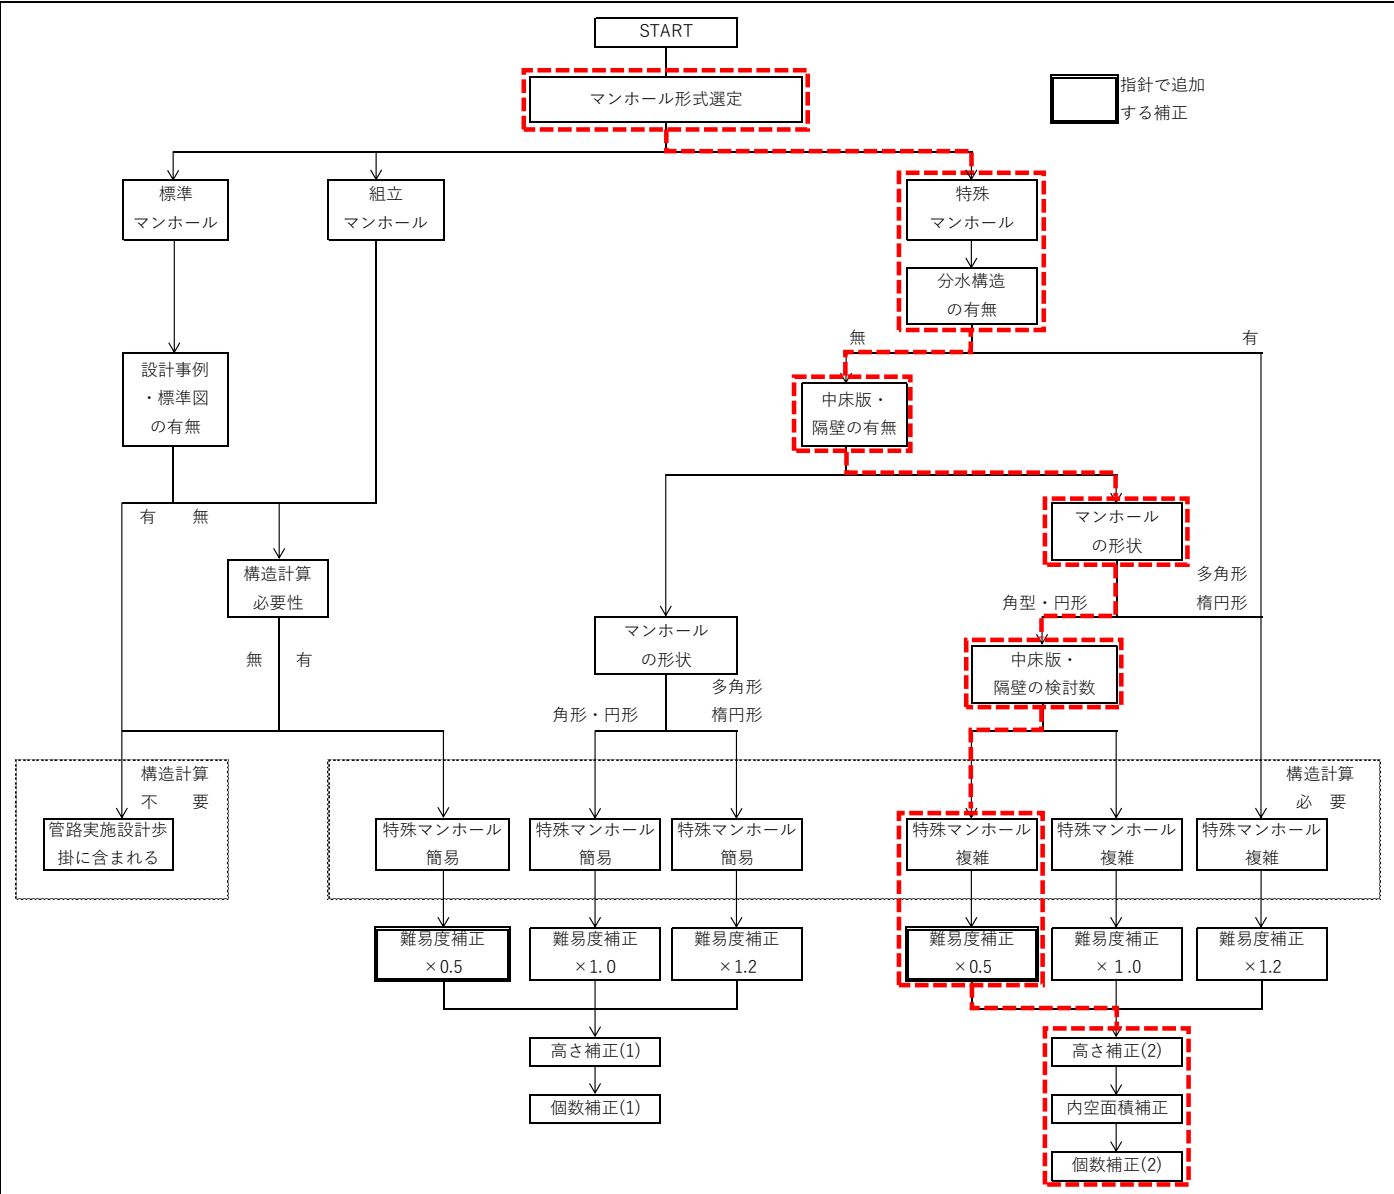 START
マンホール形式選定
指針で追加
する補正
標準
マンホール
組立
マンホール
特殊
マンホール
分水構造
の有無
無
有
設計事例
・標準図
の有無
中床版・
隔壁の有無
有
無
マンホール
の形状
構造計算
必要性
多角形
楕円形
角型・円形
マンホール
の形状
無
有
中床版・
隔壁の検討数
多角形
楕円形
角形・円形
構造計算
不 要
構造計算
必 要
管路実施設計歩
掛に含まれる
特殊マンホール
簡易
特殊マンホール
簡易
特殊マンホール
簡易
特殊マンホール
複雑
特殊マンホール
複雑
特殊マンホール
複雑
難易度補正
×0.5
難易度補正
×1.0
難易度補正
×1.2
難易度補正
×0.5
難易度補正
×1.0
難易度補正
×1.2
高さ補正(1)
高さ補正(2)
個数補正(1)
内空面積補正
個数補正(2)